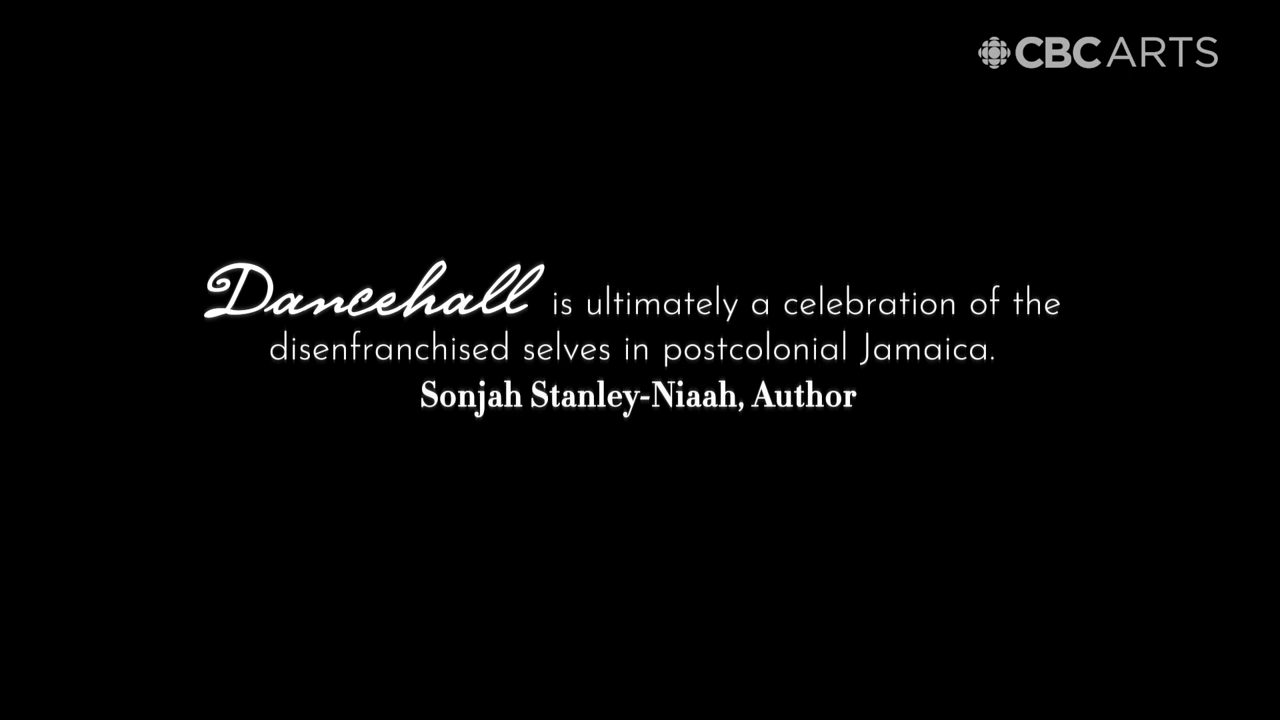 CBC ARTS
Dancehall is ultimately a celebration of the
disenfranchised selves in postcolonial Jamaica.
Sonjah Stanley-Niaah, Author